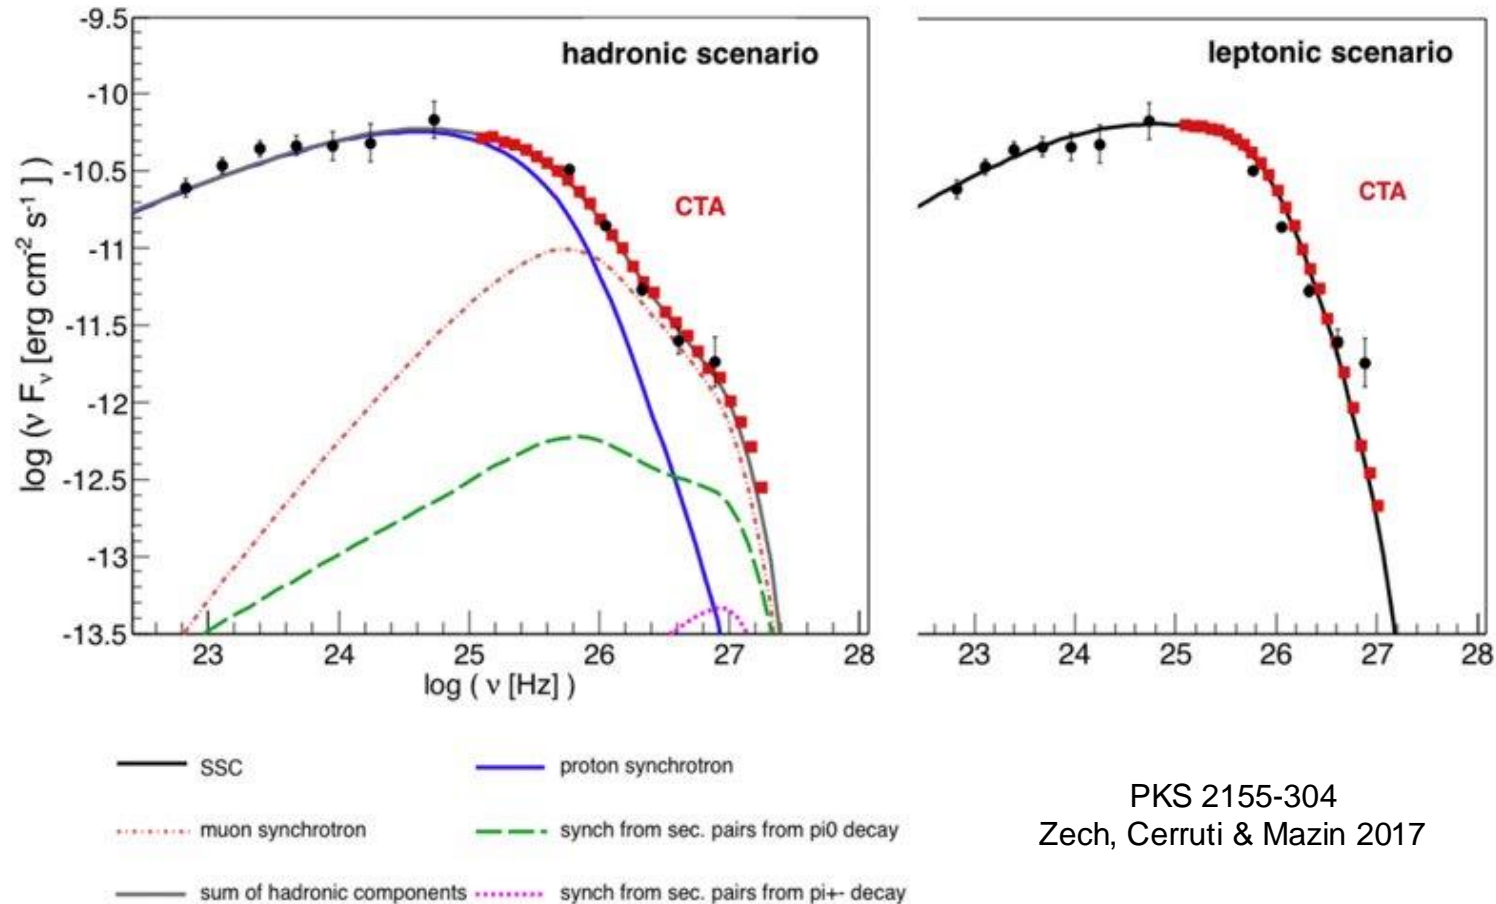 hadronic scenario
leptonic scenario
CTA
CTA
log (ν Fν [erg cm-2 s-1 ] )
-9.5
-10
-10.5
-11
-11.5
-12
-12.5
-13
-13.5
23 24 25 26 27 28
log ( ν [Hz] )
23 24 25 26 27 28
SSC
proton synchrotron
muon synchrotron
synch from sec. pairs from pi0 decay
sum of hadronic components
synch from sec. pairs from pi+- decay
PKS 2155-304
Zech, Cerruti & Mazin 2017